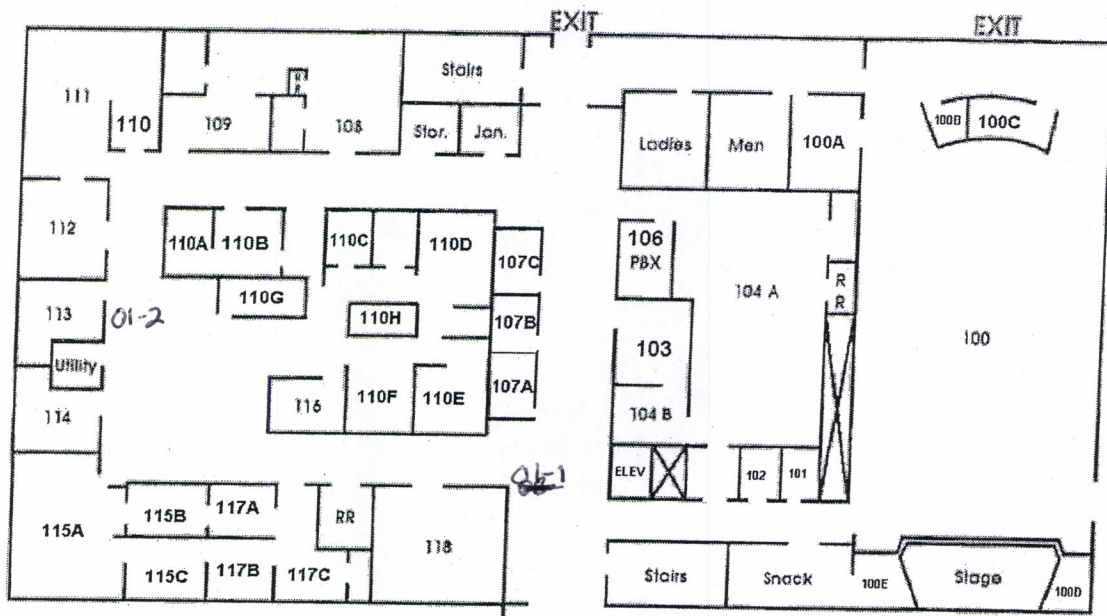 EXIT
EXIT
Stairs
111
110
109
108
Stor.
Jan.
Ladies
Men
100A
100B
100C
112
110A
110B
110C
110D
107C
106
PBX
104 A
R
R
100
113
01-2
110G
110H
107B
103
Utility
114
116
110F
110E
107A
104 B
ELEV
102
101
01-1
115A
115B
117A
RR
118
115C
117B
117C
Stairs
Snack
100E
Stage
100D